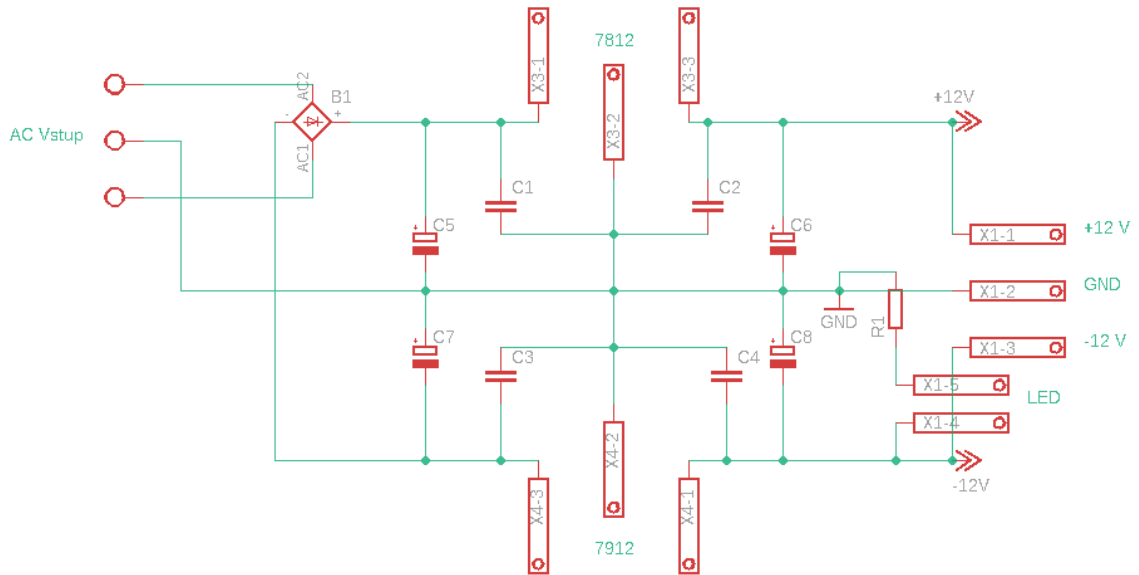 7812
X3-1
X3-2
X3-3
AC2
B1
-
+
+12V
AC Vstup
AC1
C1
C2
C5
C6
X1-1
+12 V
X1-2
GND
GND
R1
C7
C3
C4
C8
X1-3
-12 V
X1-5
LED
X1-4
X4-2
-12V
X4-3
X4-1
7912